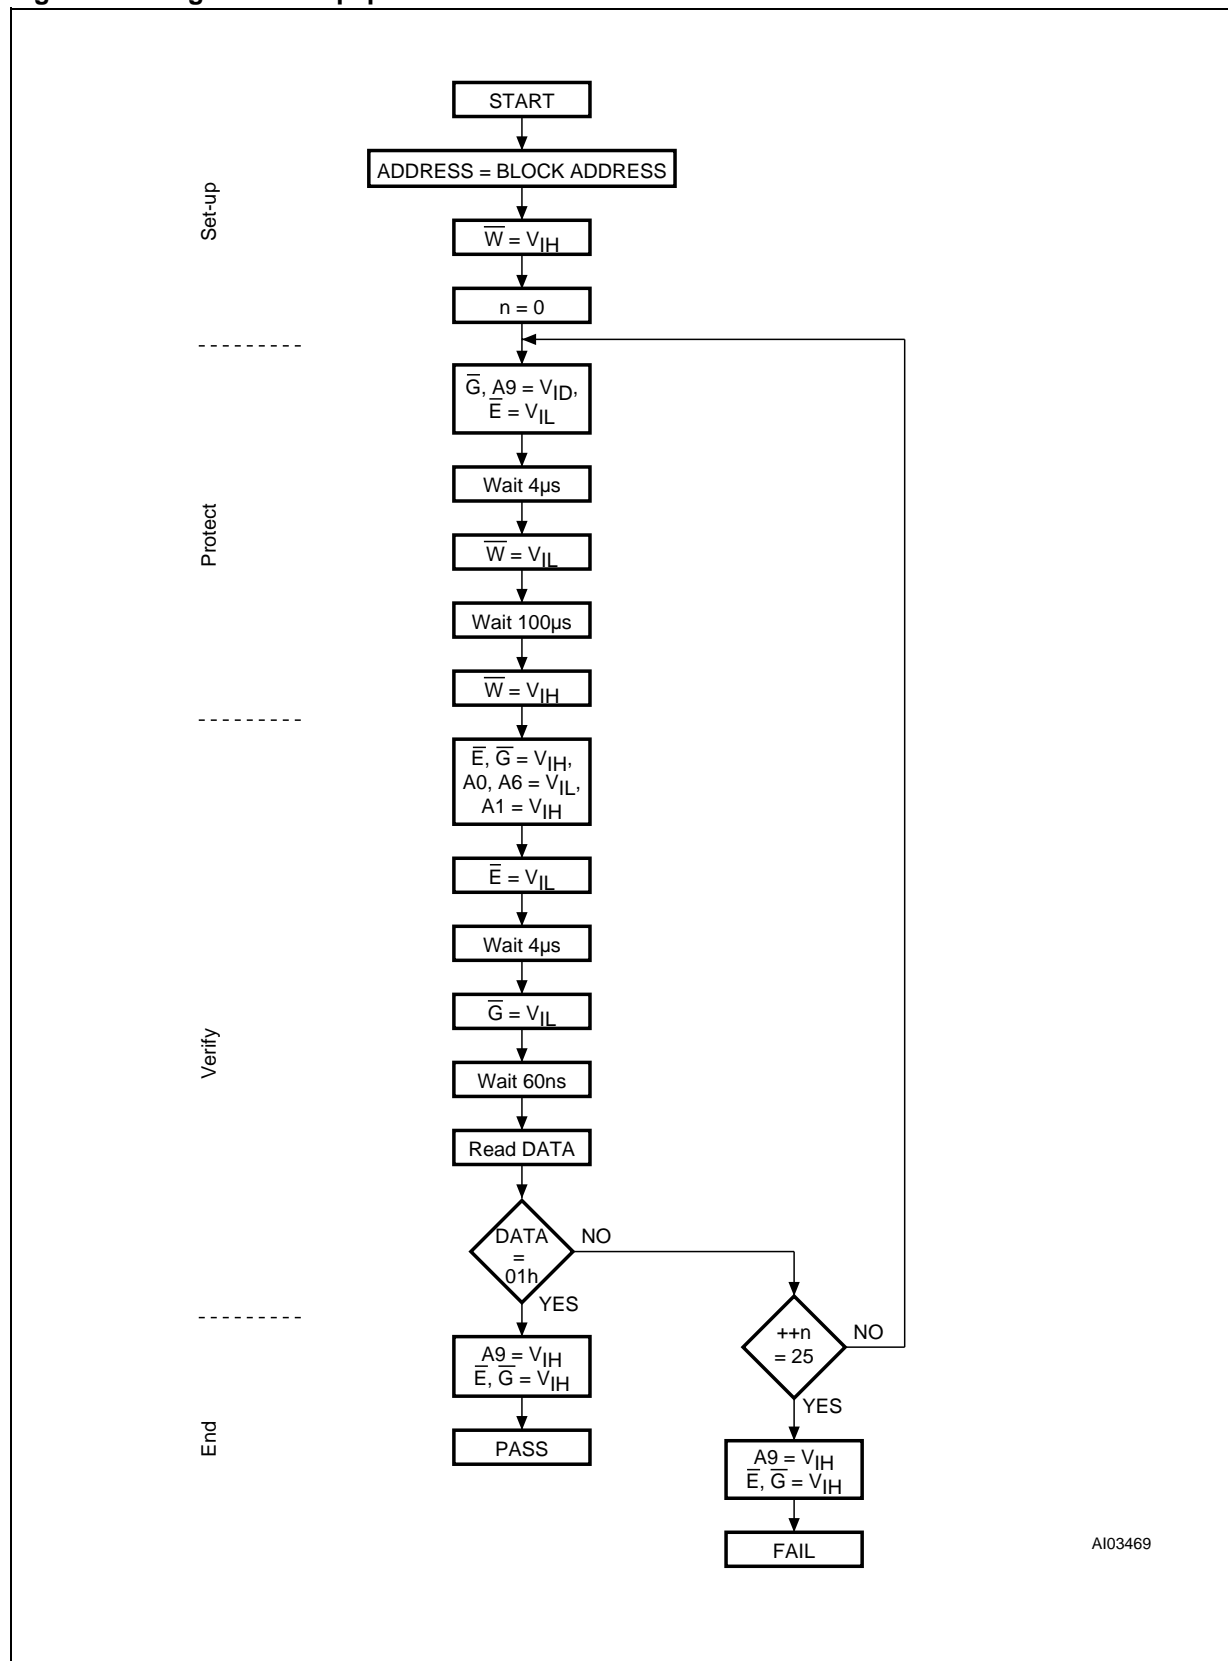 START
ADDRESS = BLOCK ADDRESS
Set-up
W̅ = VIH
n = 0
G̅, A9 = VID,
E̅ = VIL
Wait 4µs
Protect
W̅ = VIL
Wait 100µs
W̅ = VIH
E̅, G̅ = VIH,
A0, A6 = VIL,
A1 = VIH
E̅ = VIL
Wait 4µs
G̅ = VIL
Verify
Wait 60ns
Read DATA
DATA
=
01h
NO
YES
++n
= 25
NO
YES
A9 = VIH
E̅, G̅ = VIH
End
PASS
A9 = VIH
E̅, G̅ = VIH
FAIL
AI03469